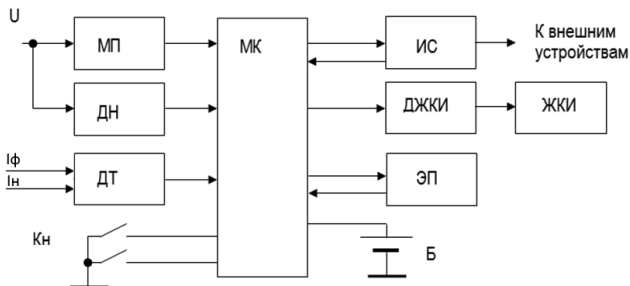 U
МП
МК
ИС
К внешним
устройствам
ДН
ДЖКИ
ЖКИ
Iф
Iн
ДТ
ЭП
Кн
Б